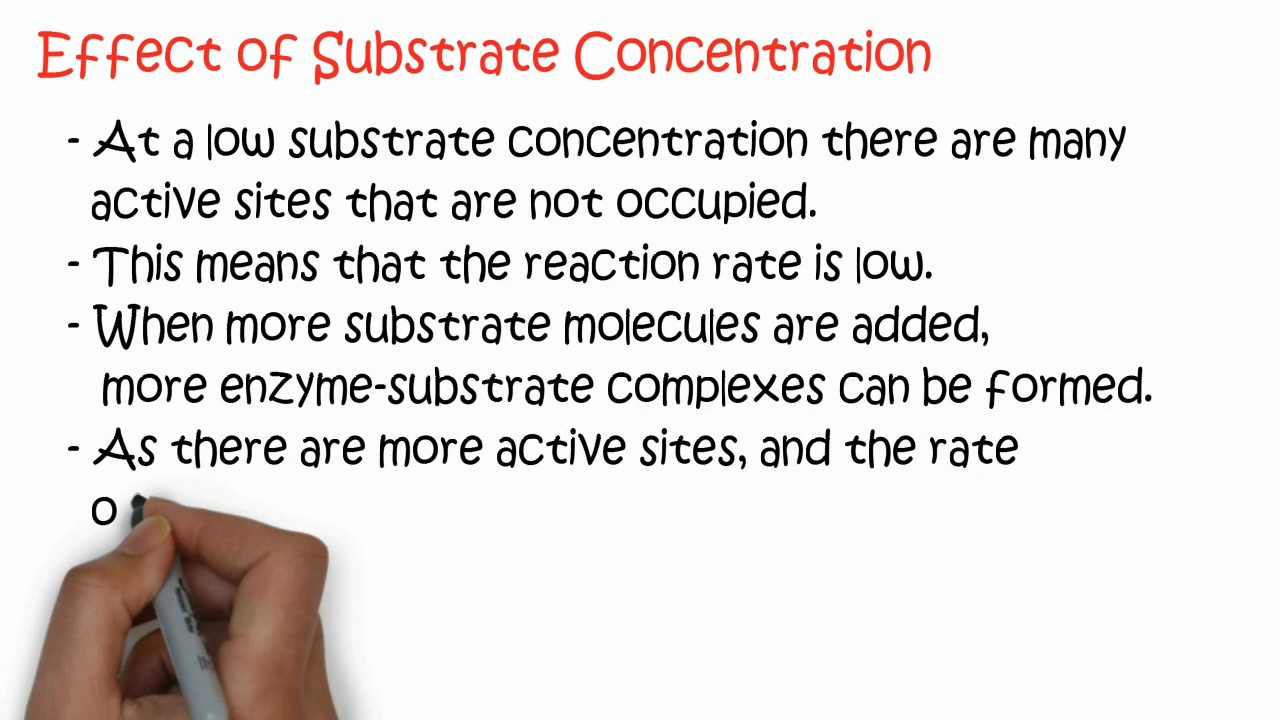 Effect of Substrate Concentration
- At a low substrate concentration there are many
active sites that are not occupied.
- This means that the reaction rate is low.
- When more substrate molecules are added,
more enzyme-substrate complexes can be formed.
- As there are more active sites, and the rate
o